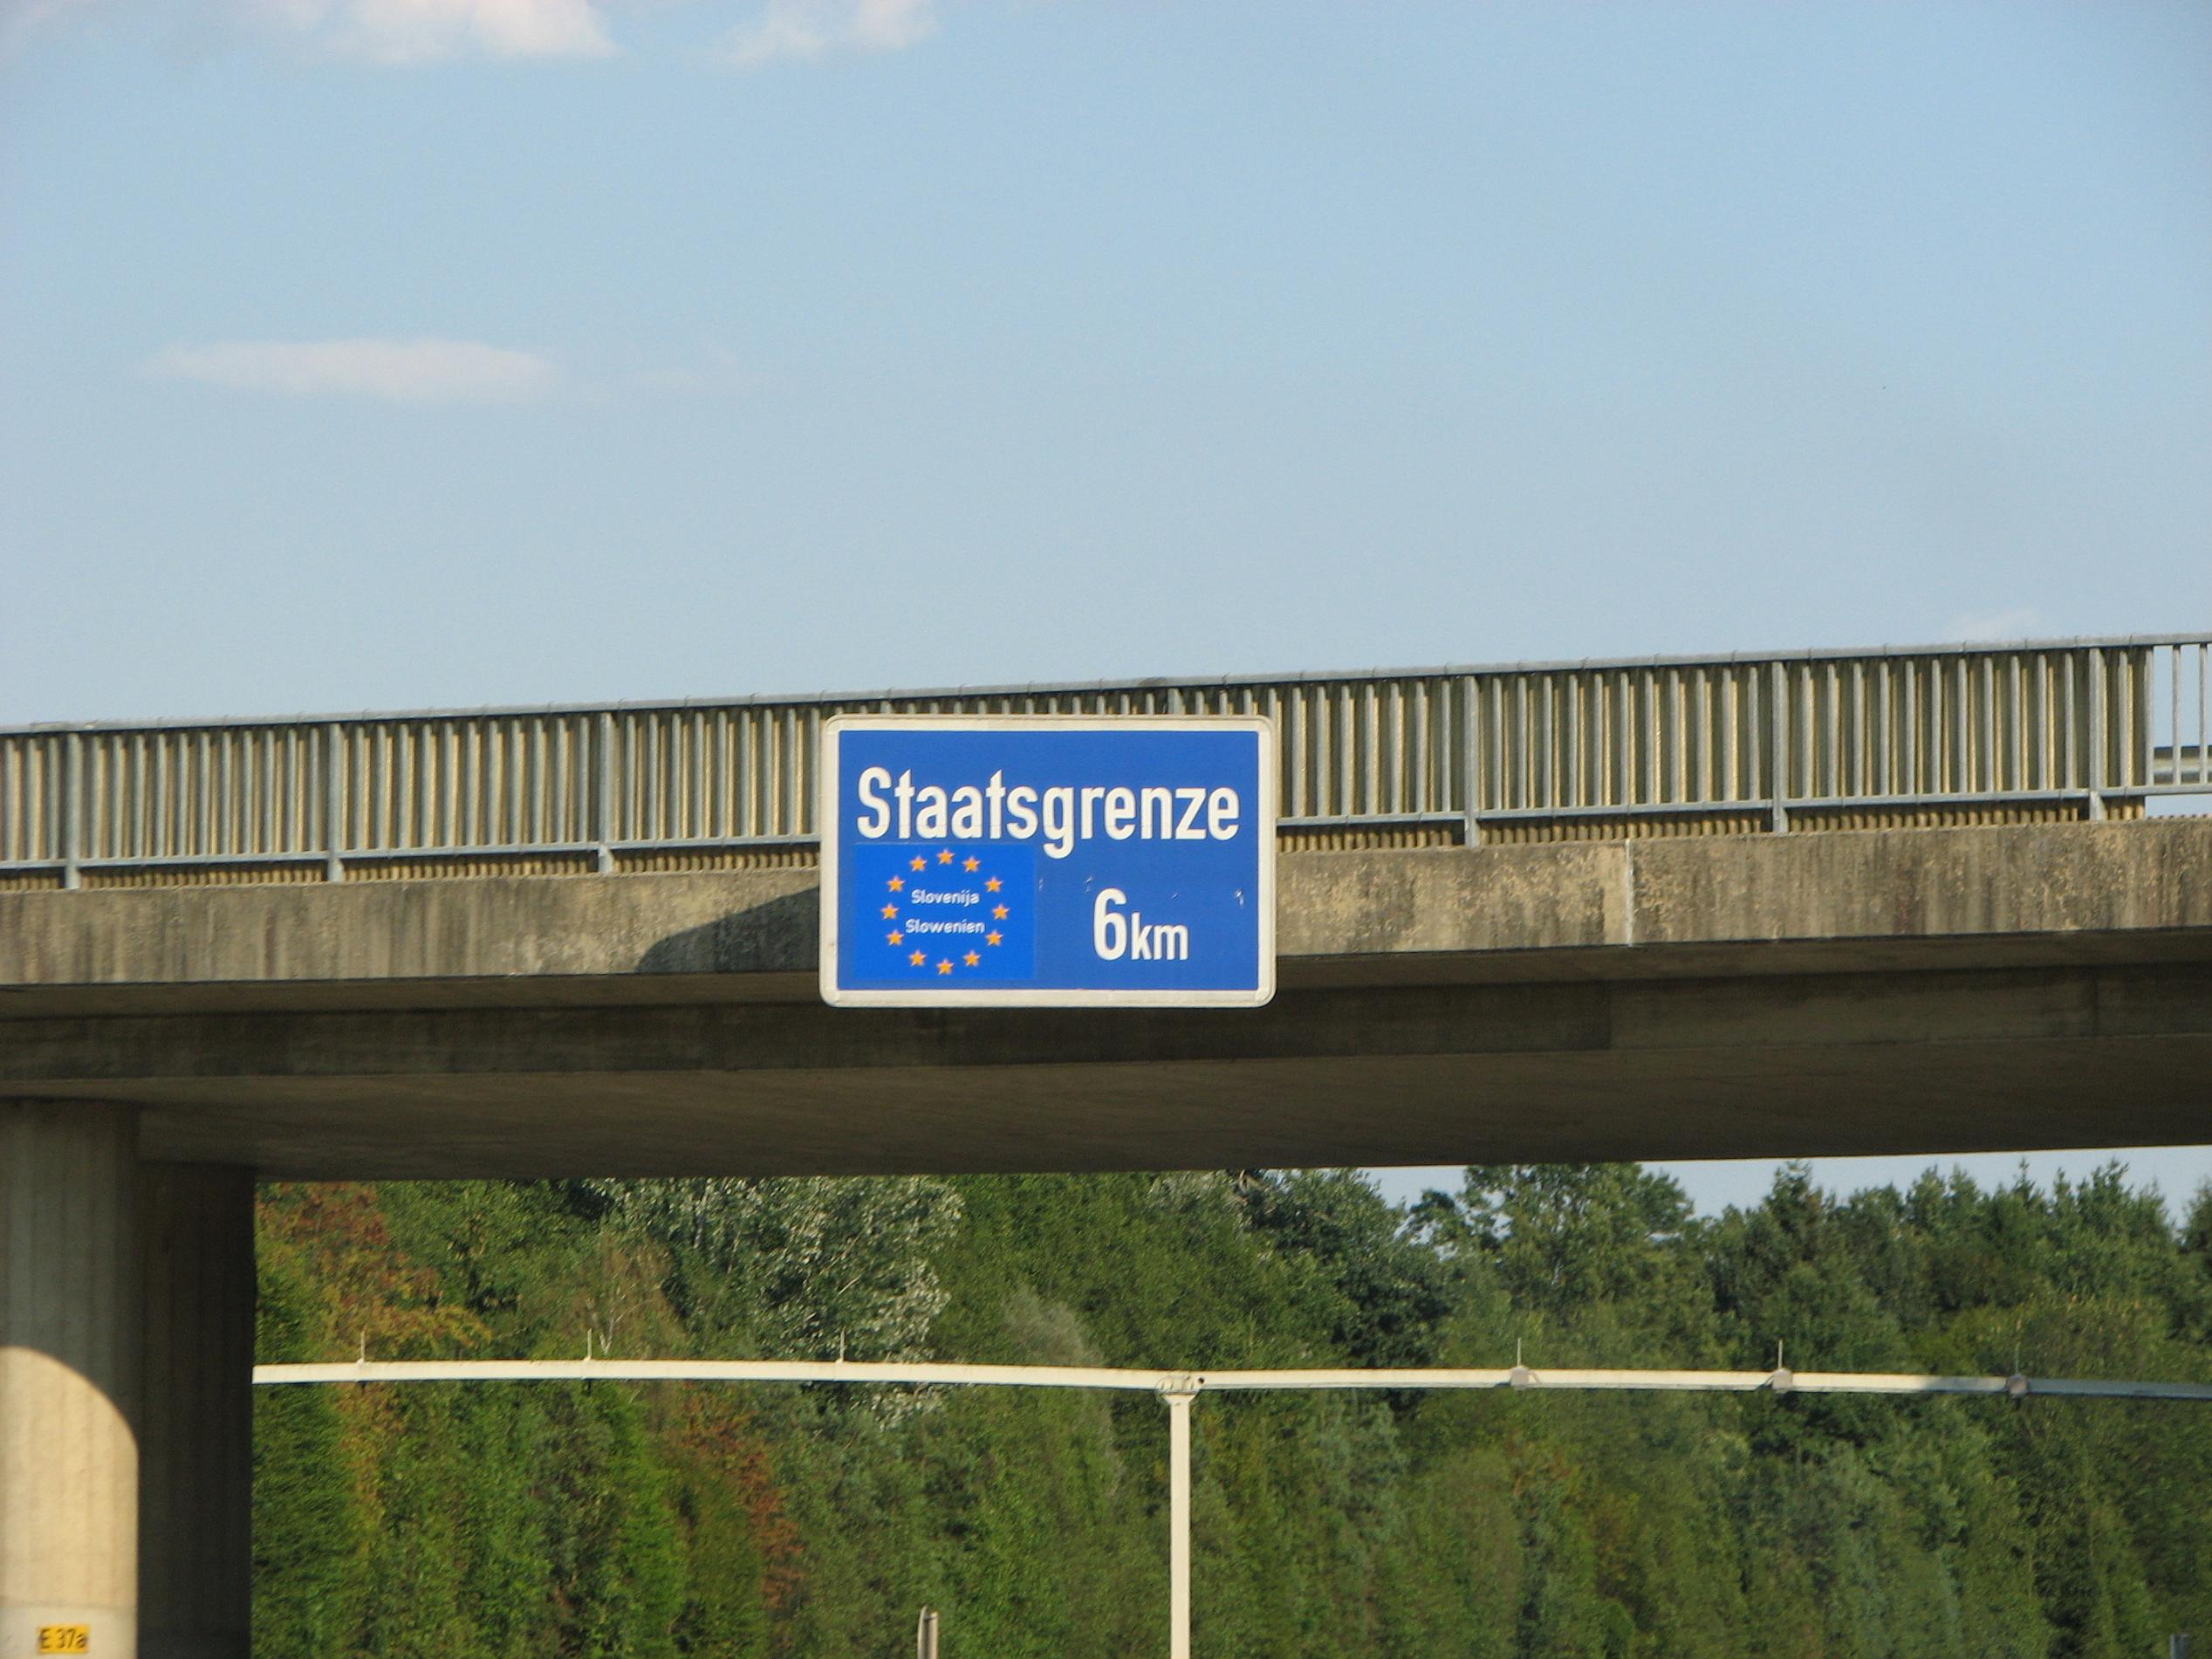 Staatsgrenze
Slovenija
Slowenien
6km
E 37a